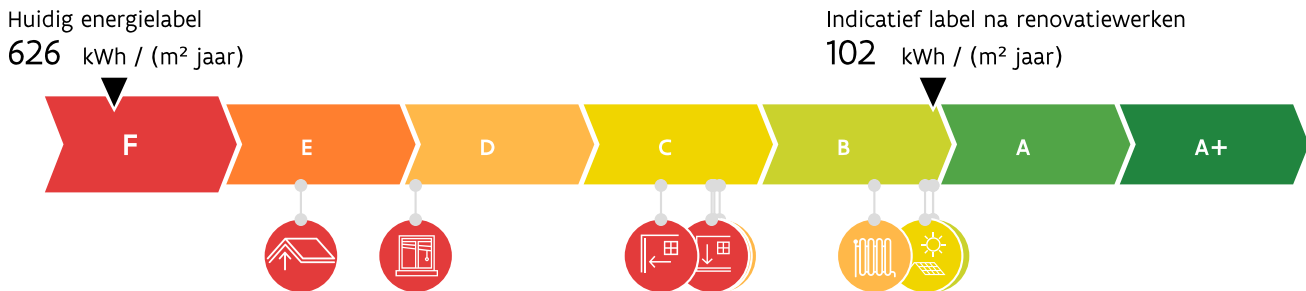 Huidig energielabel
626 kWh / (m² jaar)
Indicatief label na renovatiewerken
102 kWh / (m² jaar)
F E D C B A A+